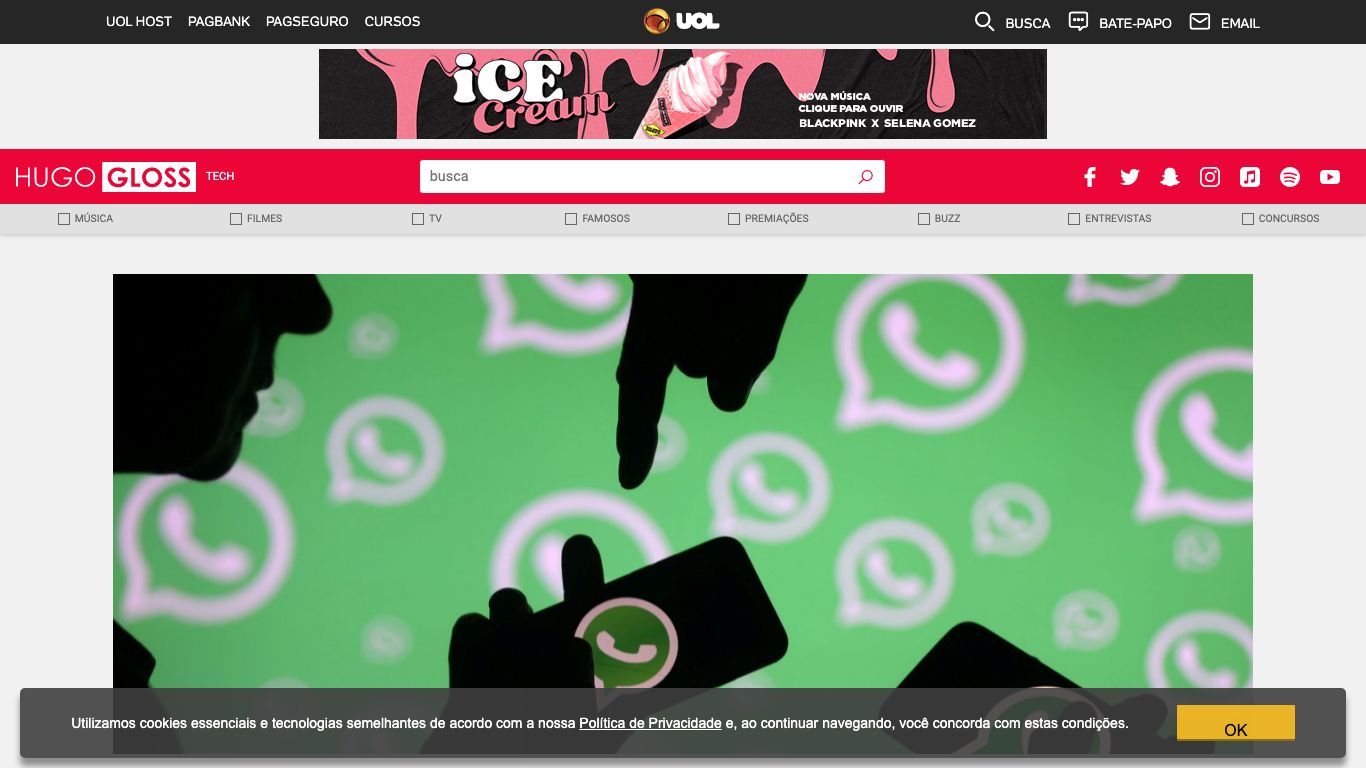 UOL HOST PAGBANK PAGSEGURO CURSOS
UOL
BUSCA BATE-PAPO EMAIL
iCE
Cream
NOVA MÚSICA
CLIQUE PARA OUVIR
BLACKPINK X SELENA GOMEZ
HUGO GLOSS TECH
busca
MÚSICA FILMES TV FAMOSOS PREMIAÇÕES BUZZ ENTREVISTAS CONCURSOS
Utilizamos cookies essenciais e tecnologias semelhantes de acordo com a nossa Política de Privacidade e, ao continuar navegando, você concorda com estas condições.
OK